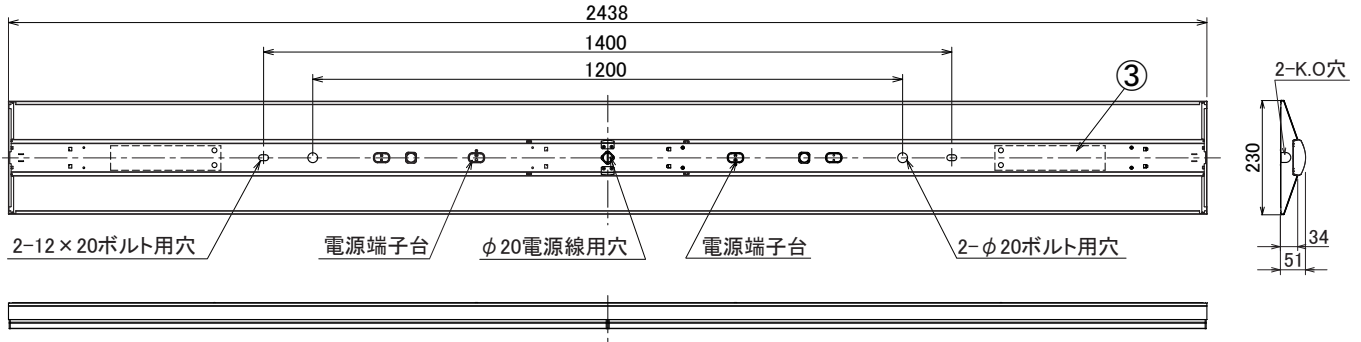 2438
1400
1200
③
2-K.O穴
230
2-12×20ボルト用穴
電源端子台
φ20電源線用穴
電源端子台
2-φ20ボルト用穴
34
51